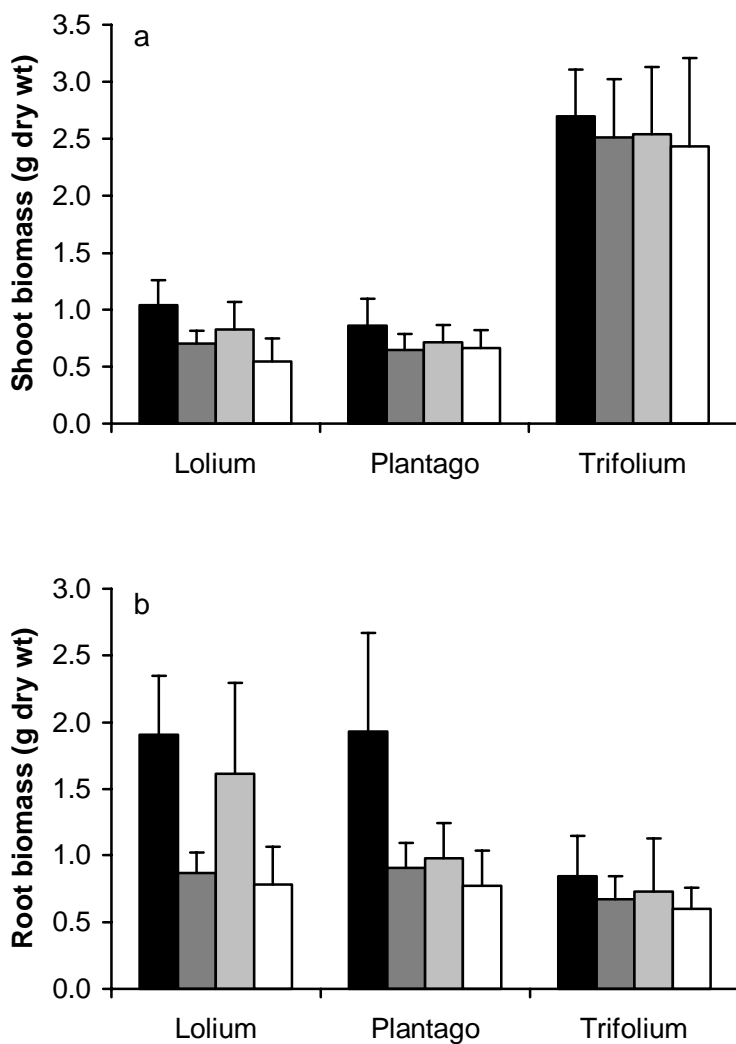 a
Shoot biomass (g dry wt)
3.5
3.0
2.5
2.0
1.5
1.0
0.5
0.0
Lolium Plantago Trifolium
b
Root biomass (g dry wt)
3.0
2.5
2.0
1.5
1.0
0.5
0.0
Lolium Plantago Trifolium